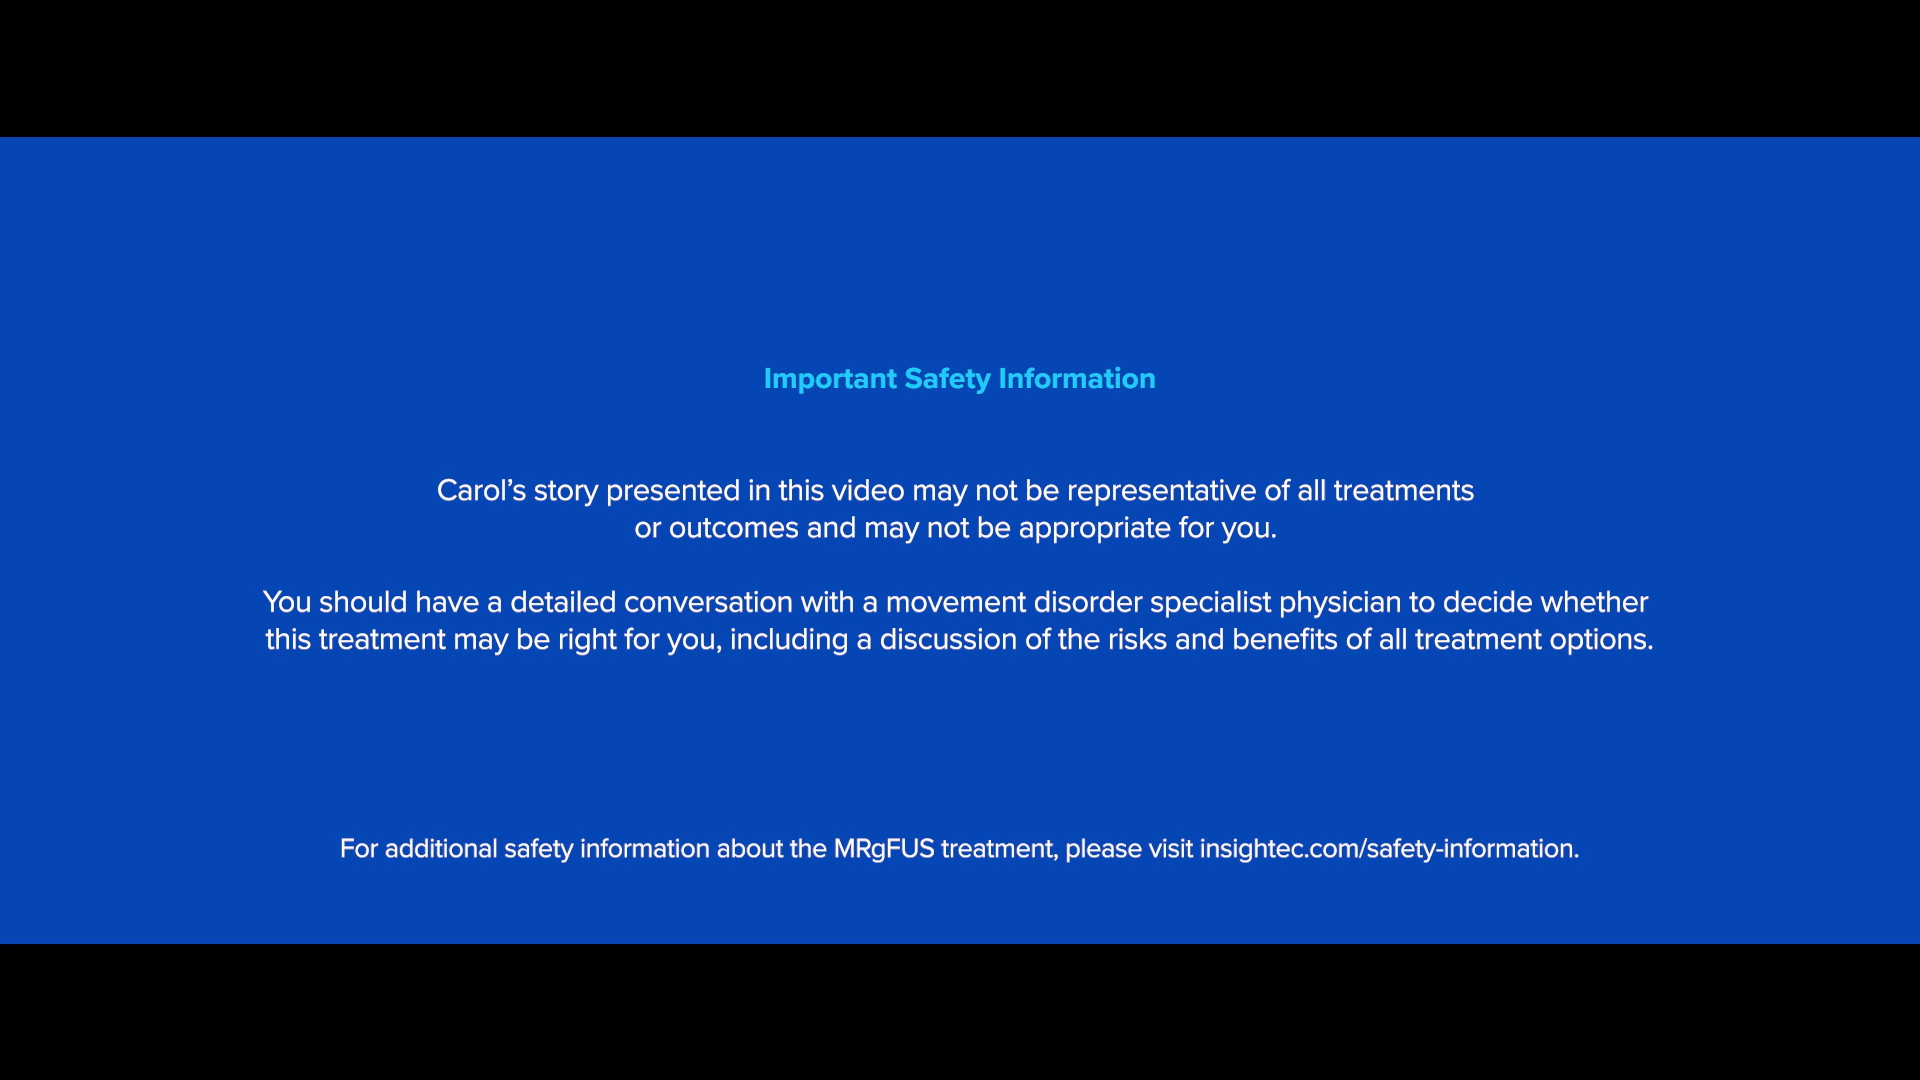 Important Safety Information
Carol’s story presented in this video may not be representative of all treatments
or outcomes and may not be appropriate for you.
You should have a detailed conversation with a movement disorder specialist physician to decide whether
this treatment may be right for you, including a discussion of the risks and benefits of all treatment options.
For additional safety information about the MRgFUS treatment, please visit insightec.com/safety-information.